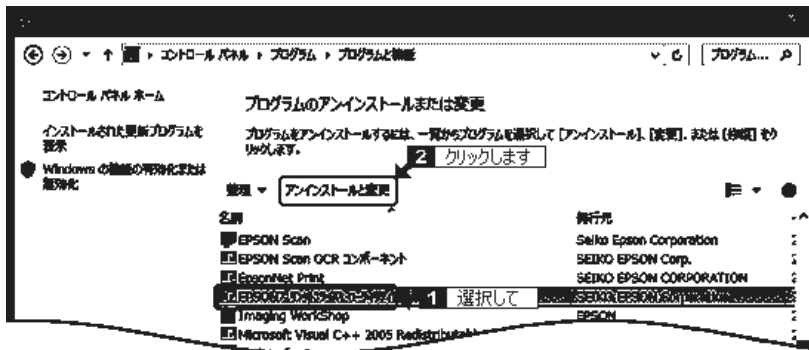 コントロール パネル › プログラム › プログラムと機能
プログラム...
コントロール パネル ホーム
インストールされた更新プログラムを
表示
Windows の機能の有効化または
無効化
プログラムのアンインストールまたは変更
プログラムをアンインストールするには、一覧からプログラムを選択して [アンインストール]、[変更]、または [修復] をク
リックします。
2 クリックします
整理 アンインストールと変更
名前 発行元
EPSON Scan Seiko Epson Corporation
EPSON Scan OCR コンポーネント SEIKO EPSON Corp.
EpsonNet Print SEIKO EPSON CORPORATION
1 選択して SEIKO EPSON Corporation
Imaging WorkShop EPSON
Microsoft Visual C++ 2005 Redistributable